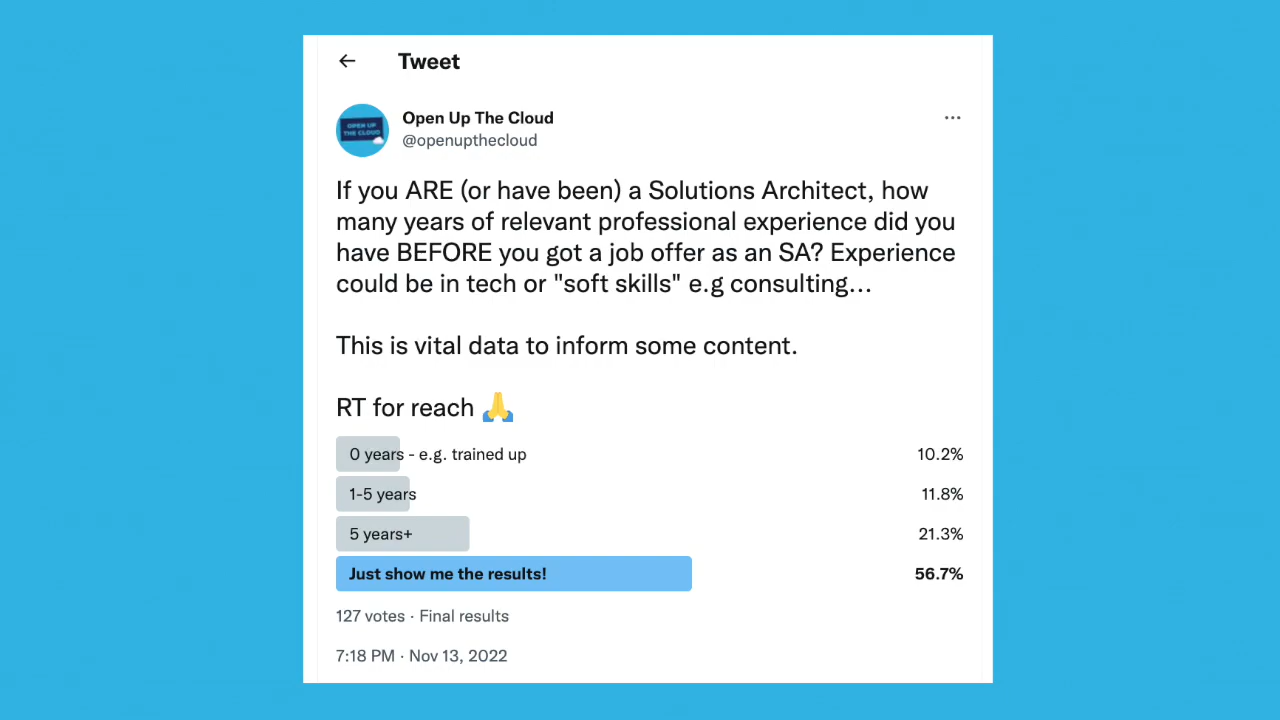 ← Tweet
OPEN UP
THE CLOUD
Open Up The Cloud
@openupthecloud
...
If you ARE (or have been) a Solutions Architect, how
many years of relevant professional experience did you
have BEFORE you got a job offer as an SA? Experience
could be in tech or "soft skills" e.g consulting...
This is vital data to inform some content.
RT for reach 🙏
0 years - e.g. trained up 10.2%
1-5 years 11.8%
5 years+ 21.3%
Just show me the results! 56.7%
127 votes · Final results
7:18 PM · Nov 13, 2022